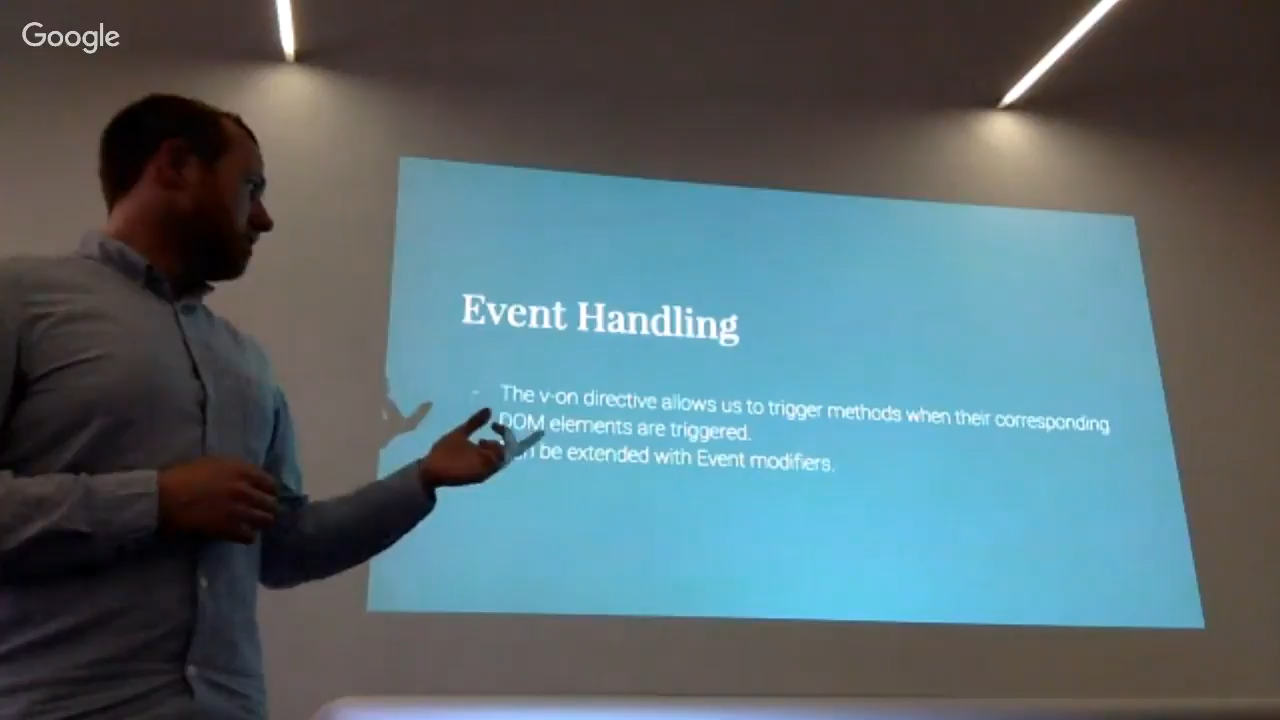 Google
Event Handling
- The v-on directive allows us to trigger methods when their corresponding
DOM elements are triggered.
be extended with Event modifiers.